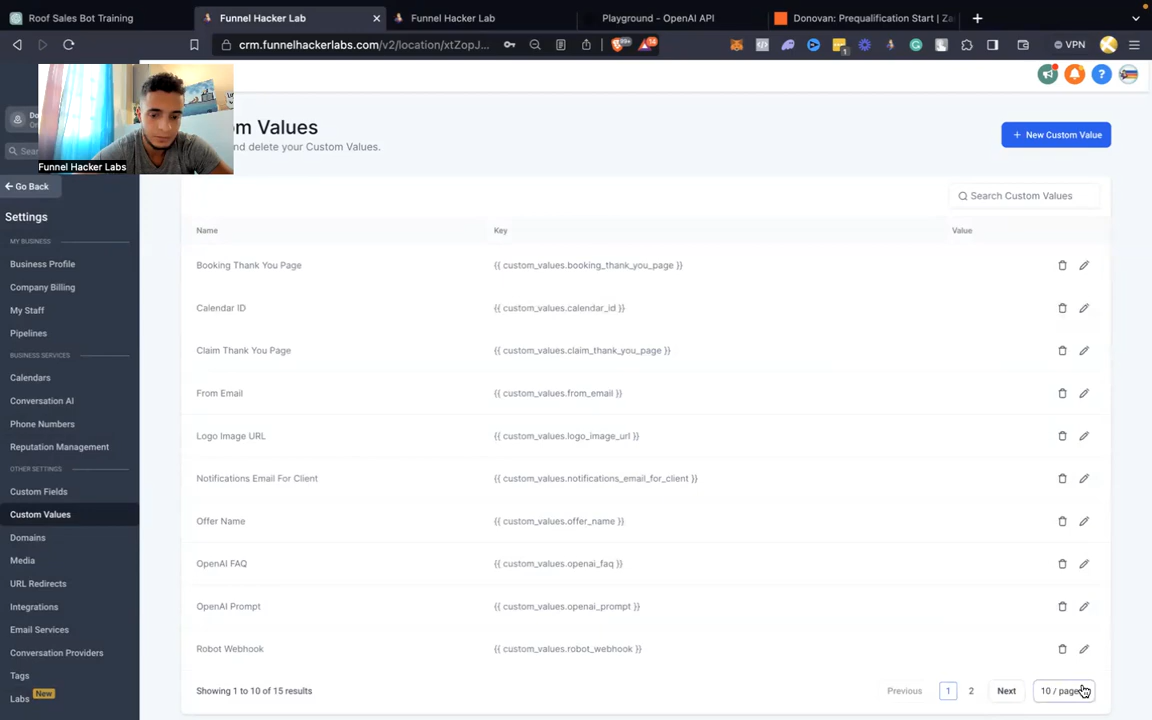 Roof Sales Bot Training
Funnel Hacker Lab
Funnel Hacker Lab
Playground - OpenAI API
Donovan: Prequalification Start | Za
crm.funnelhackerlabs.com/v2/location/xtZopJ...
99+
1
14
VPN
om Values
and delete your Custom Values.
New Custom Value
Do
Sear
Funnel Hacker Labs
Go Back
Settings
MY BUSINESS
Business Profile
Company Billing
My Staff
Pipelines
BUSINESS SERVICES
Calendars
Conversation AI
Phone Numbers
Reputation Management
OTHER SETTINGS
Custom Fields
Custom Values
Domains
Media
URL Redirects
Integrations
Email Services
Conversation Providers
Tags
Labs New
Search Custom Values
Name Key Value
Booking Thank You Page {{ custom_values.booking_thank_you_page }}
Calendar ID {{ custom_values.calendar_id }}
Claim Thank You Page {{ custom_values.claim_thank_you_page }}
From Email {{ custom_values.from_email }}
Logo Image URL {{ custom_values.logo_image_url }}
Notifications Email For Client {{ custom_values.notifications_email_for_client }}
Offer Name {{ custom_values.offer_name }}
OpenAI FAQ {{ custom_values.openai_faq }}
OpenAI Prompt {{ custom_values.openai_prompt }}
Robot Webhook {{ custom_values.robot_webhook }}
Showing 1 to 10 of 15 results
Previous 1 2 Next 10 / page